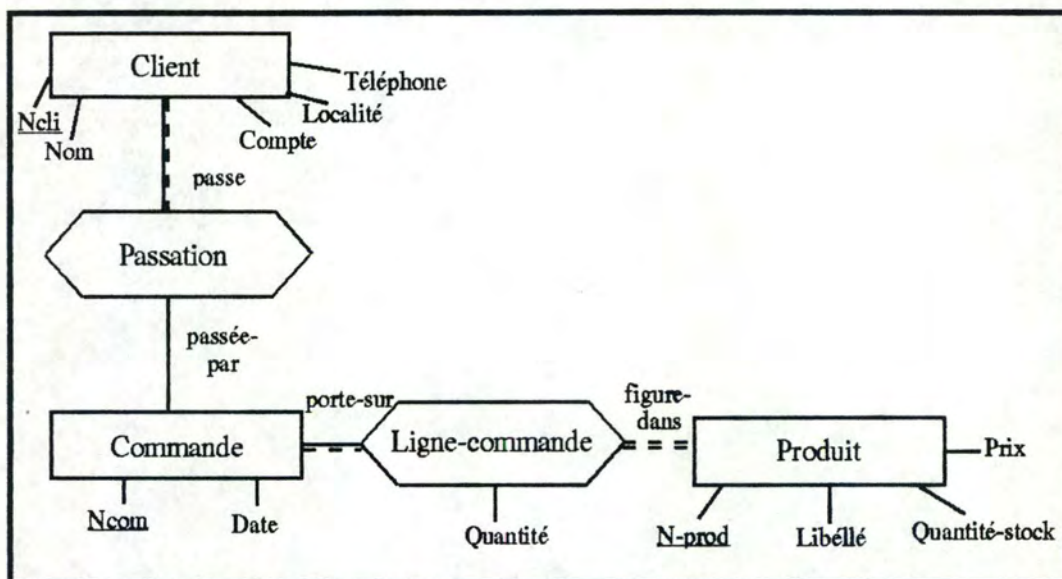 Client
Téléphone
Localité
Ncli
Compte
Nom
passe
Passation
passée-
par
porte-sur
figure-
dans
Commande
Ligne-commande
Produit
Prix
Ncom
Date
Quantité
N-prod
Libéllé
Quantité-stock